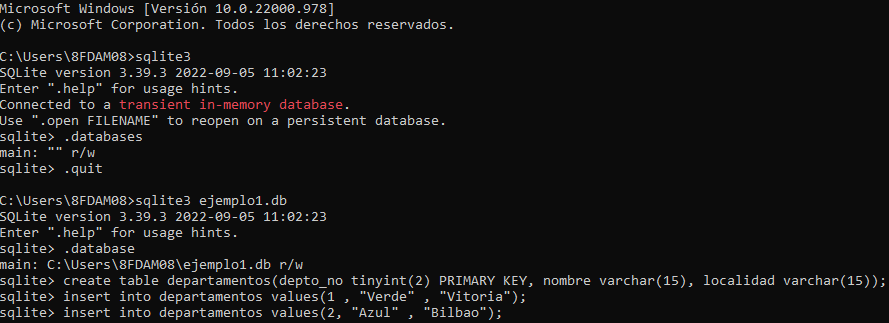 Microsoft Windows [Versión 10.0.22000.978]
(c) Microsoft Corporation. Todos los derechos reservados.
C:\Users\8FDAM08>sqlite3
SQLite version 3.39.3 2022-09-05 11:02:23
Enter ".help" for usage hints.
Connected to a transient in-memory database.
Use ".open FILENAME" to reopen on a persistent database.
sqlite> .databases
main: "" r/w
sqlite> .quit
C:\Users\8FDAM08>sqlite3 ejemplo1.db
SQLite version 3.39.3 2022-09-05 11:02:23
Enter ".help" for usage hints.
sqlite> .database
main: C:\Users\8FDAM08\ejemplo1.db r/w
sqlite> create table departamentos(depto_no tinyint(2) PRIMARY KEY, nombre varchar(15), localidad varchar(15));
sqlite> insert into departamentos values(1 , "Verde" , "Vitoria");
sqlite> insert into departamentos values(2, "Azul" , "Bilbao");